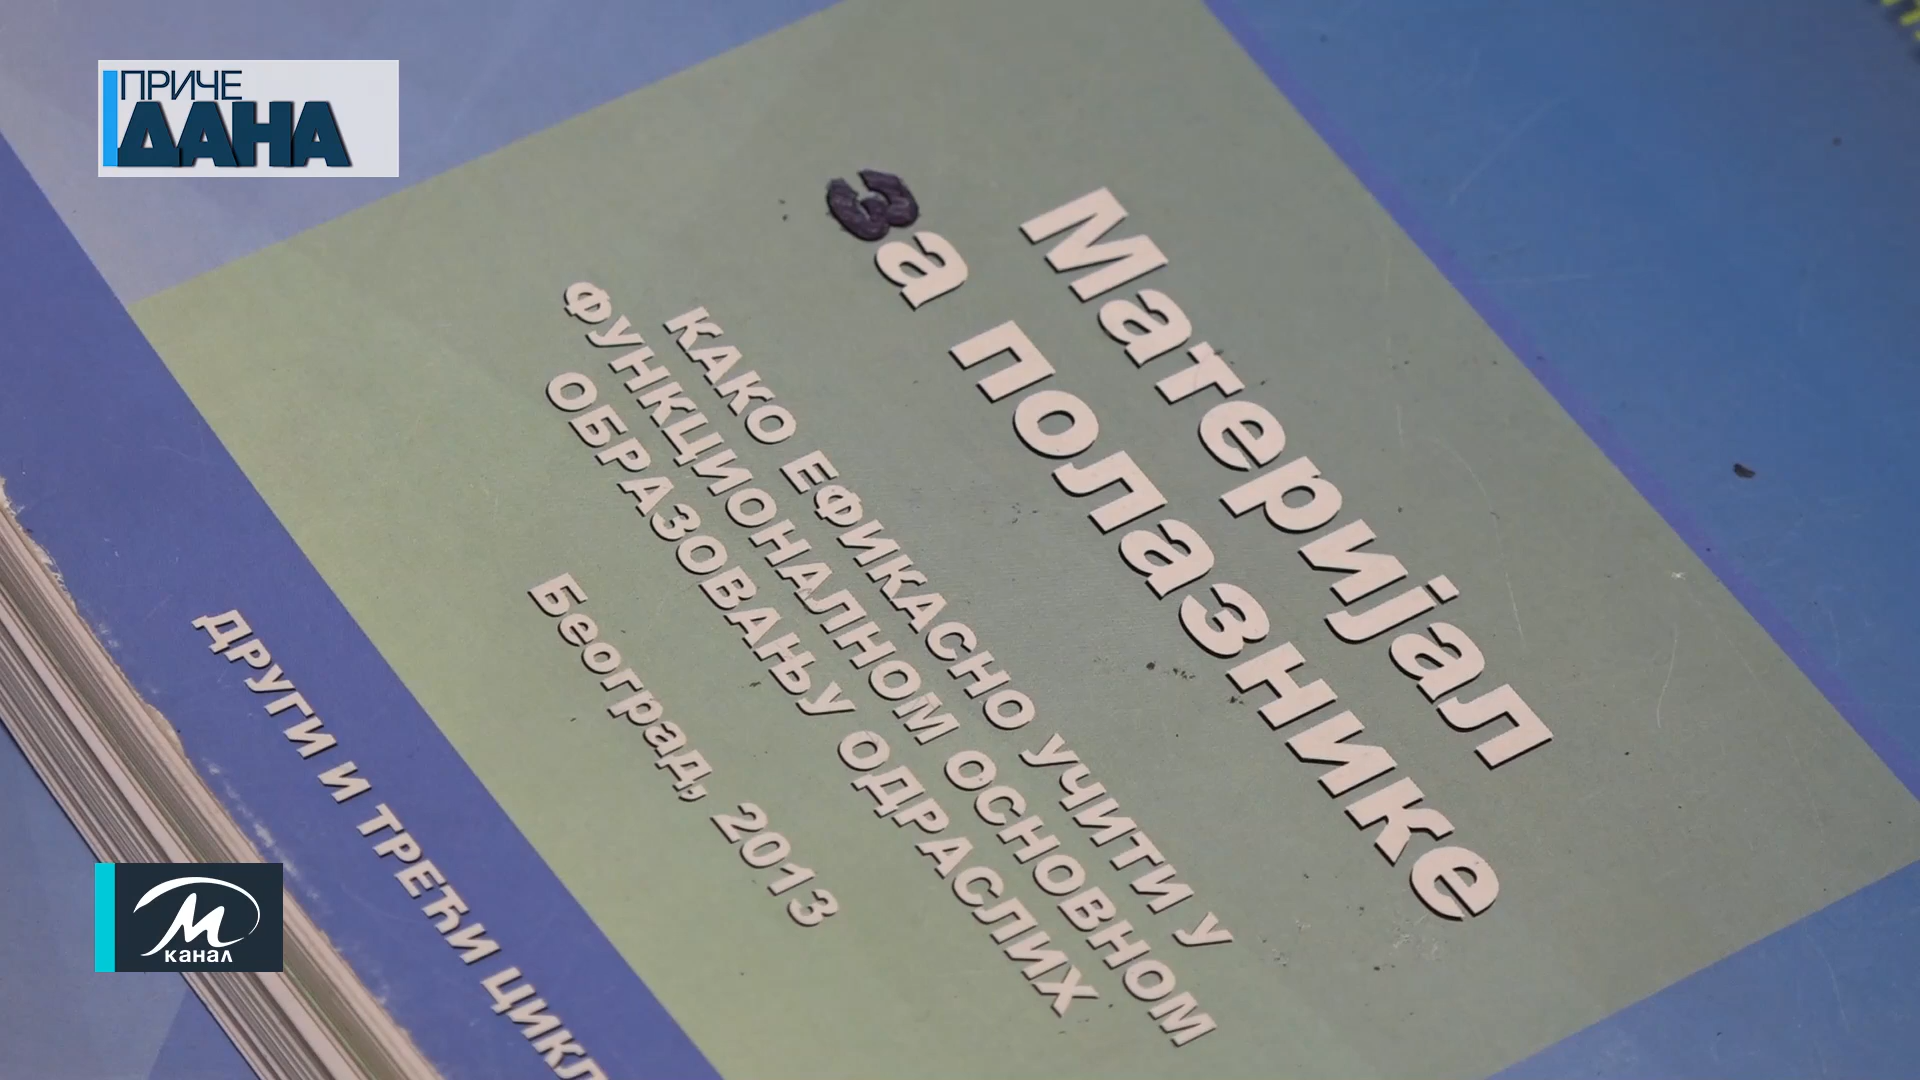 ПРИЧЕ
ДАНА
Материјал
за полазнике
КАКО ЕФИКАСНО УЧИТИ У
ФУНКЦИОНАЛНОМ ОСНОВНОМ
ОБРАЗОВАЊУ ОДРАСЛИХ
Београд, 2013
ДРУГИ И ТРЕЋИ ЦИКЛ
М
канал